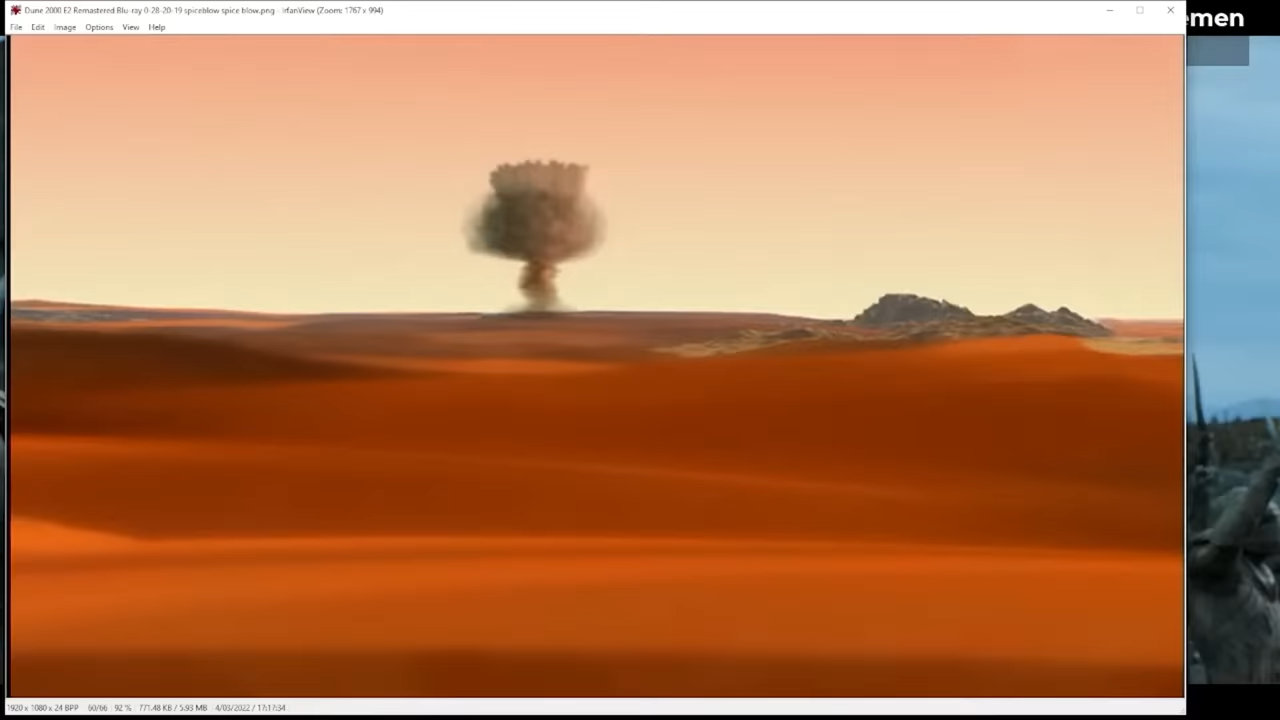 Dune 2000 E2 Remastered Blu-ray 0-28-20-19 spiceblow spice blow.png - IrfanView (Zoom: 1767 x 994)
emen
File Edit Image Options View Help
1920 x 1080 x 24 BPP 60/66 92 % 771.48 KB / 5.93 MB 4/03/2022 / 17:17:34